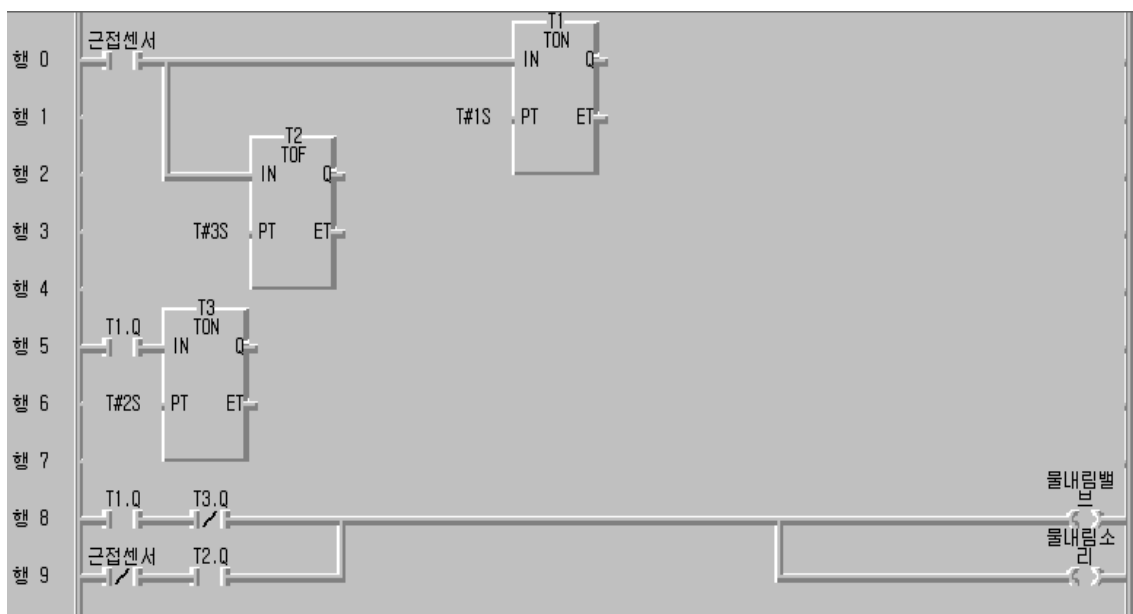 T1
근접센서
TON
행 0
IN Q
행 1
T#1S PT ET
T2
TOF
행 2
IN Q
행 3
T#3S PT ET
행 4
T3
T1.Q TON
행 5
IN Q
행 6
T#2S PT ET
행 7
물내림밸
브
T1.Q T3.Q
행 8
물내림소
리
근접센서 T2.Q
행 9